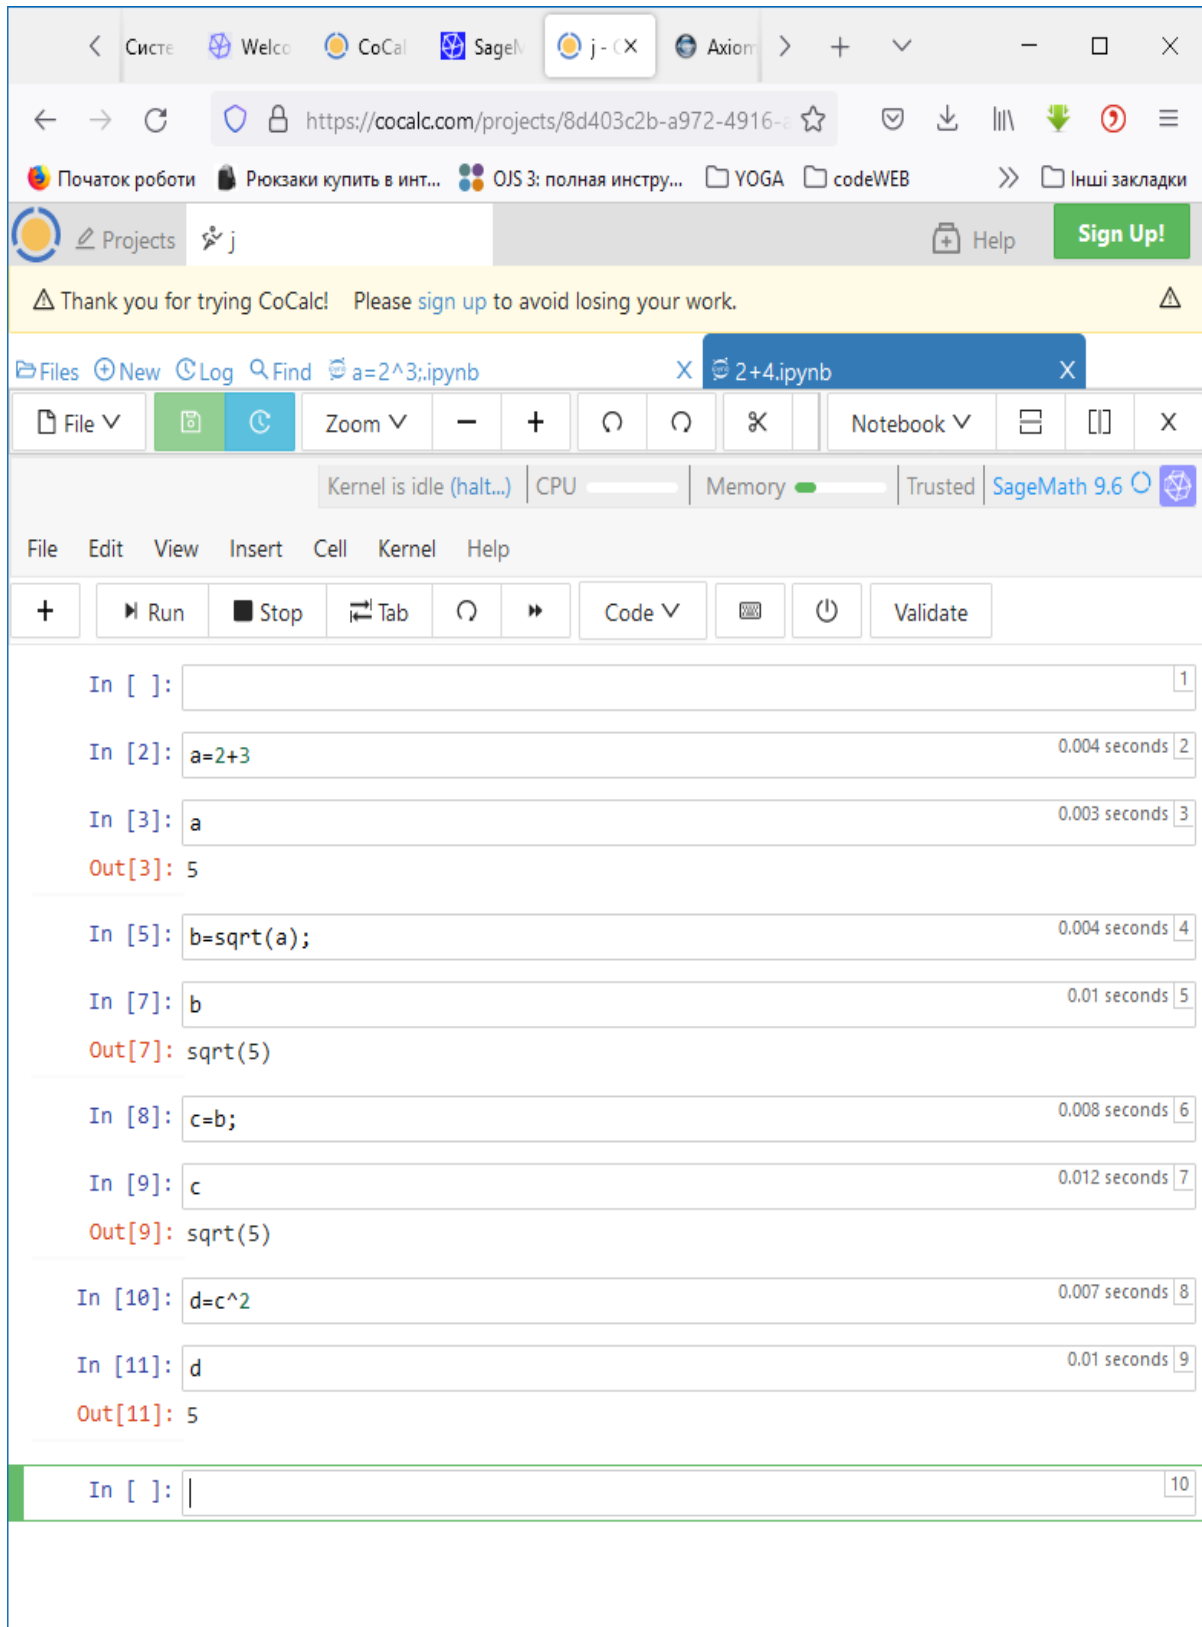 Систе Welco CoCal SageM j - C Axiom
https://cocalc.com/projects/8d403c2b-a972-4916-a
Початок роботи Рюкзаки купить в инт... OJS 3: полная инстру... YOGA codeWEB Інші закладки
Projects j Help Sign Up!
Thank you for trying CoCalc! Please sign up to avoid losing your work.
Files New Log Find a=2^3;.ipynb X 2+4.ipynb X
File Zoom − + Notebook X
Kernel is idle (halt...) CPU Memory Trusted SageMath 9.6
File Edit View Insert Cell Kernel Help
+ Run Stop Tab Code Validate
In [ ]: 1
In [2]: a=2+3 0.004 seconds 2
In [3]: a 0.003 seconds 3
Out[3]: 5
In [5]: b=sqrt(a); 0.004 seconds 4
In [7]: b 0.01 seconds 5
Out[7]: sqrt(5)
In [8]: c=b; 0.008 seconds 6
In [9]: c 0.012 seconds 7
Out[9]: sqrt(5)
In [10]: d=c^2 0.007 seconds 8
In [11]: d 0.01 seconds 9
Out[11]: 5
In [ ]: 10